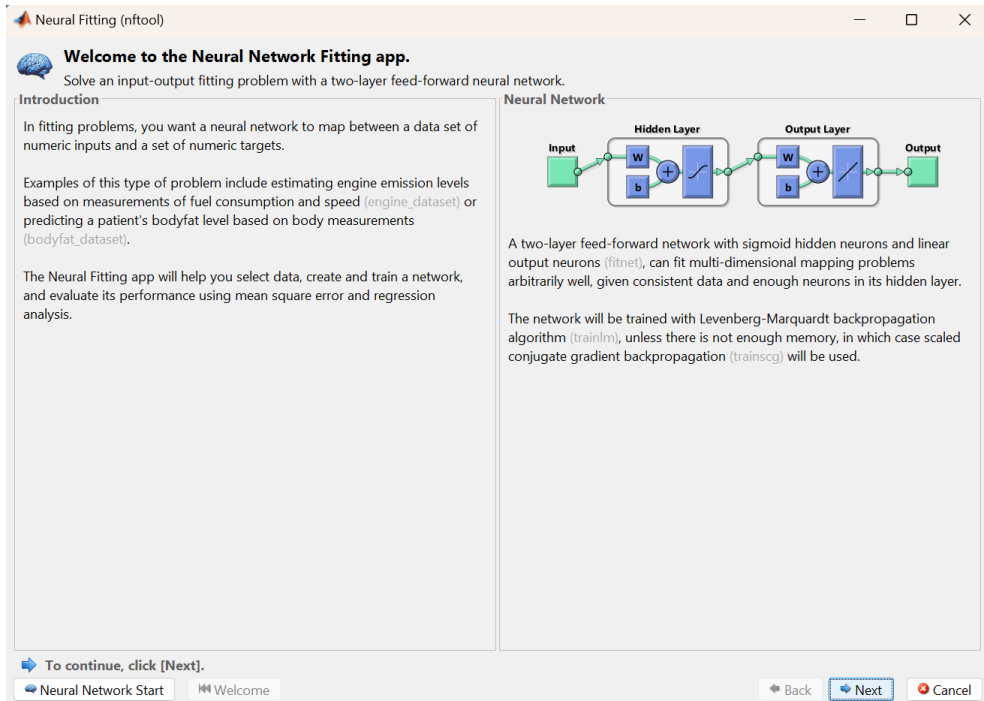 Neural Fitting (nftool)
Welcome to the Neural Network Fitting app.
Solve an input-output fitting problem with a two-layer feed-forward neural network.
Introduction
In fitting problems, you want a neural network to map between a data set of
numeric inputs and a set of numeric targets.
Examples of this type of problem include estimating engine emission levels
based on measurements of fuel consumption and speed (engine_dataset) or
predicting a patient's bodyfat level based on body measurements
(bodyfat_dataset).
The Neural Fitting app will help you select data, create and train a network,
and evaluate its performance using mean square error and regression
analysis.
Neural Network
Hidden Layer
Output Layer
Input
Output
W
b
+
W
b
+
A two-layer feed-forward network with sigmoid hidden neurons and linear
output neurons (fitnet), can fit multi-dimensional mapping problems
arbitrarily well, given consistent data and enough neurons in its hidden layer.
The network will be trained with Levenberg-Marquardt backpropagation
algorithm (trainlm), unless there is not enough memory, in which case scaled
conjugate gradient backpropagation (trainscg) will be used.
To continue, click [Next].
Neural Network Start
Welcome
Back
Next
Cancel